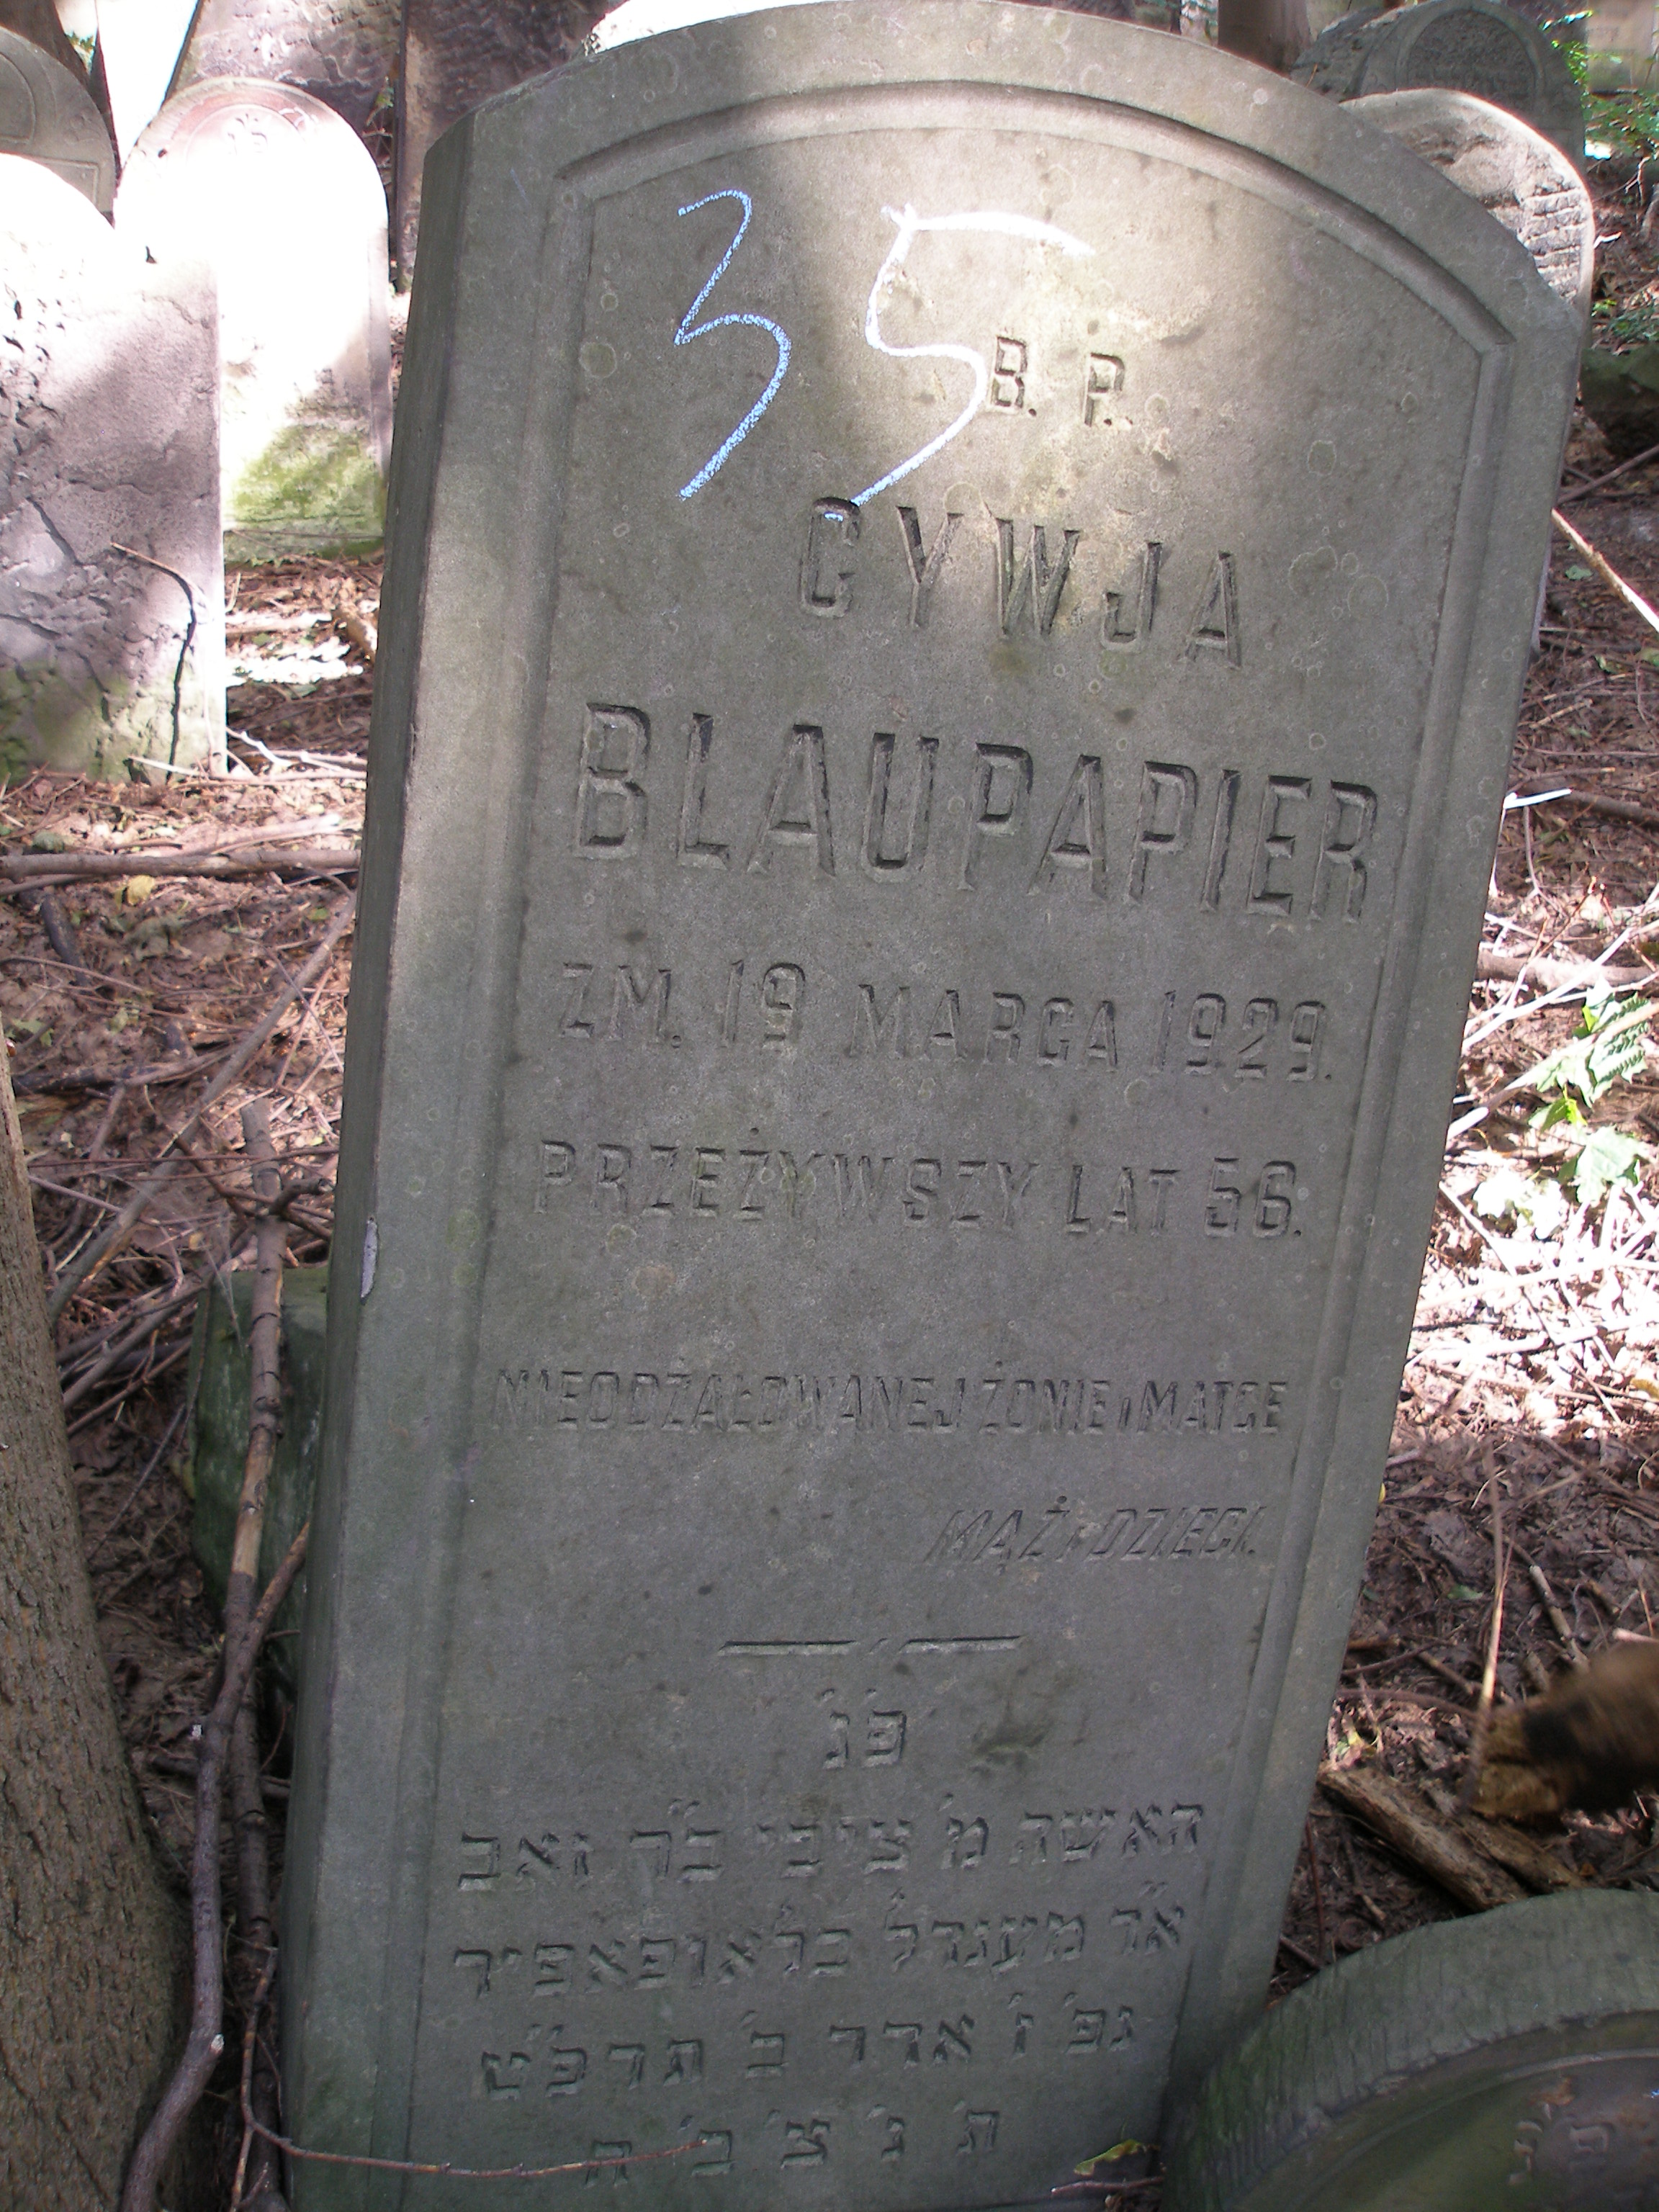 35
B. P.
CYWJA
BLAUPAPIER
ZM. 19 MARCA 1929.
PRZEŻYWSZY LAT 56.
NIEODŻAŁOWANEJ ŻONIE i MATCE
MĄŻ i DZIECI.
פ׳נ׳
האשה מ׳ ציבי ב״ק זאב
א״ר מענדל בלאופאפיר
נפ׳ ז׳ אדר ב׳ תרפ״ט
ת׳ נ׳ צ׳ ב׳ ה